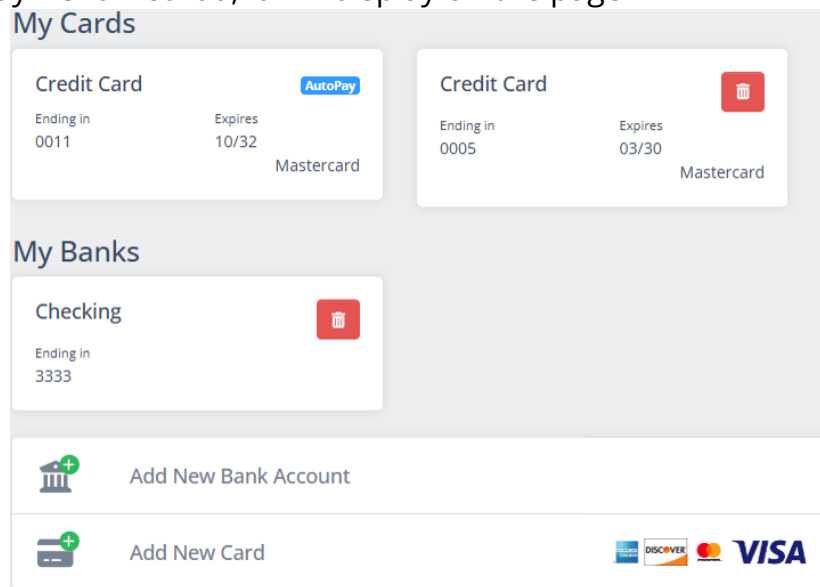 My Cards
Credit Card AutoPay
Ending in Expires
0011 10/32
Mastercard
Credit Card
Ending in Expires
0005 03/30
Mastercard
My Banks
Checking
Ending in
3333
Add New Bank Account
Add New Card DISCOVER VISA